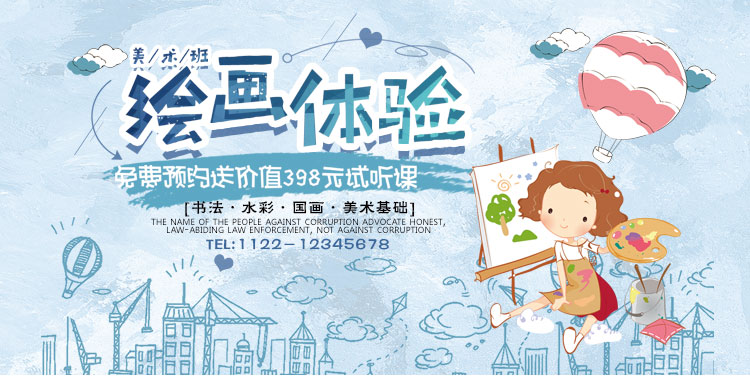 美/术/班
绘画体验
免费预约送价值398元试听课
[书法·水彩·国画·美术基础]
THE NAME OF THE PEOPLE AGAINST CORRUPTION ADVOCATE HONEST,
LAW-ABIDING LAW ENFORCEMENT, NOT AGAINST CORRUPTION
TEL:1122-12345678